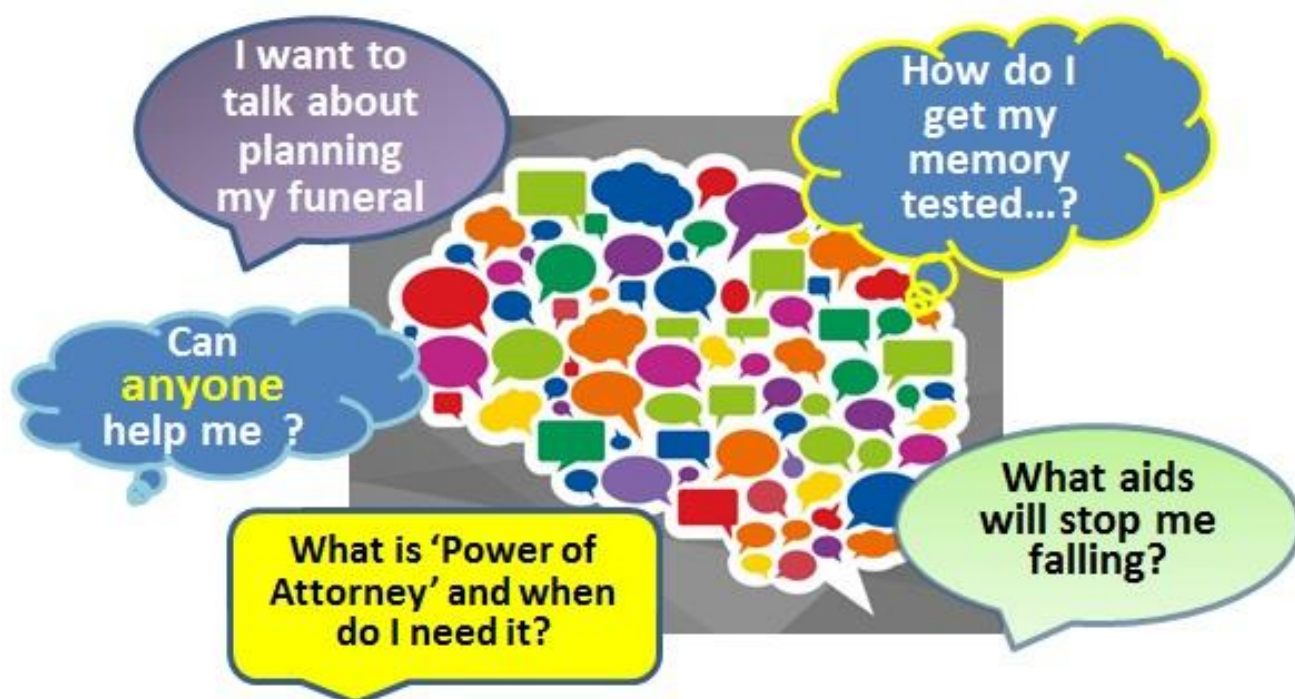 I want to
talk about
planning
my funeral
How do I
get my
memory
tested...?
Can
anyone
help me ?
What aids
will stop me
falling?
What is ‘Power of
Attorney’ and when
do I need it?